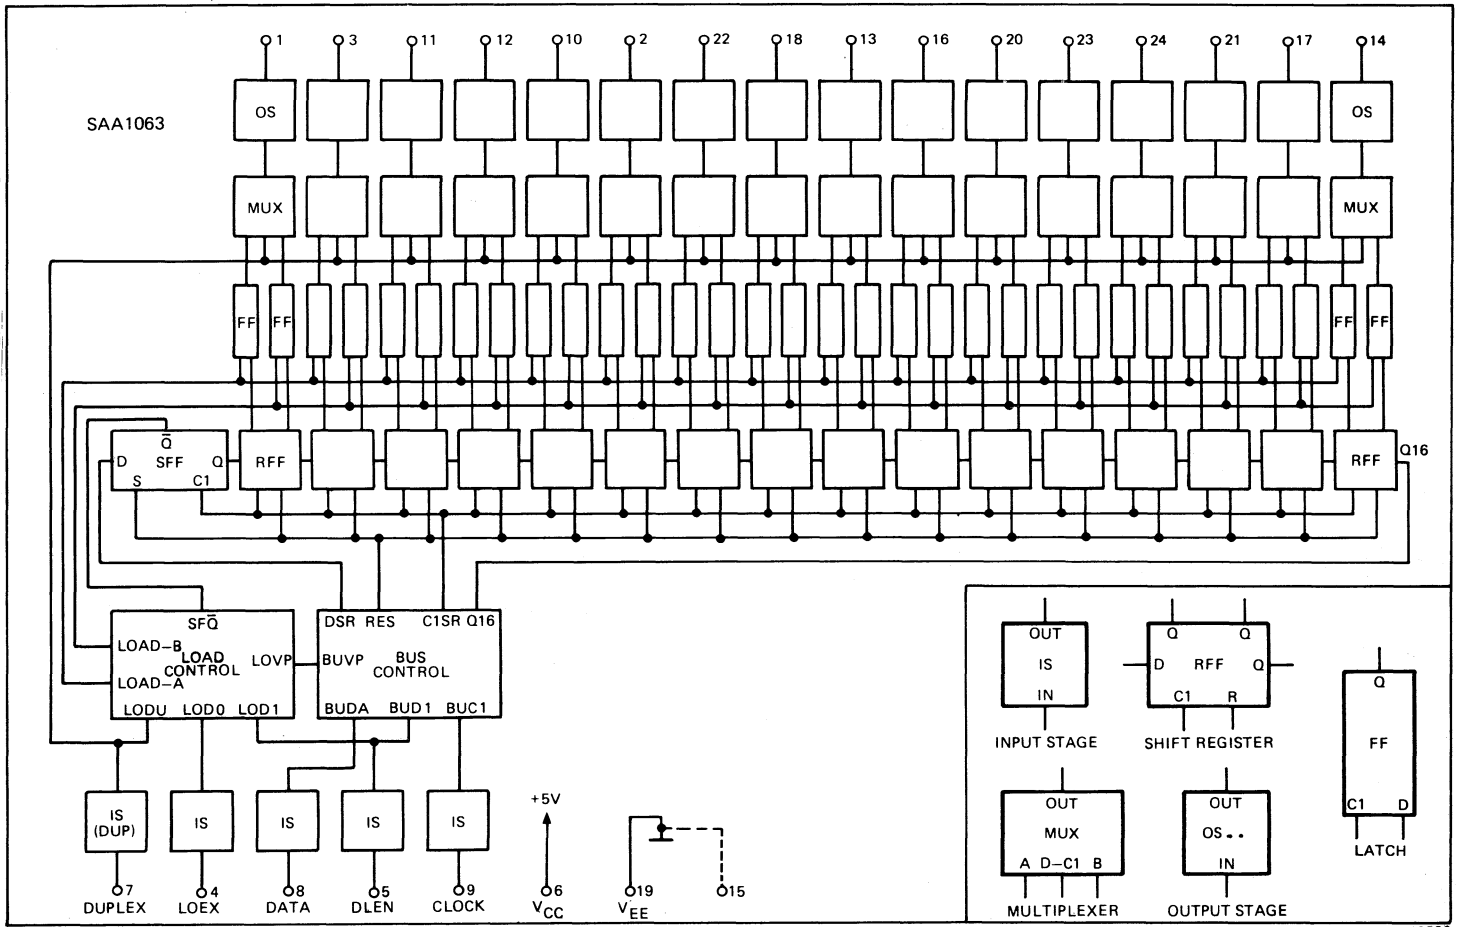 1 3 11 12 10 2 22 18 13 16 20 23 24 21 17 14
SAA1063
OS OS
MUX MUX
FF FF FF FF
Q̅
D SFF Q RFF RFF Q16
S C1
SFQ̅ DSR RES C1SR Q16
LOAD–B
LOAD CONTROL
LOVP BUVP
BUS CONTROL
LOAD–A
LODU LOD0 LOD1 BUDA BUD1 BUC1
IS (DUP) IS IS IS IS
+5V
7 4 8 5 9 6 19 15
DUPLEX LOEX DATA DLEN CLOCK VCC VEE
OUT
IS
IN
INPUT STAGE
Q Q
D RFF Q
C1 R
SHIFT REGISTER
Q
FF
C1 D
LATCH
OUT
MUX
A D–C1 B
MULTIPLEXER
OUT
OS..
IN
OUTPUT STAGE